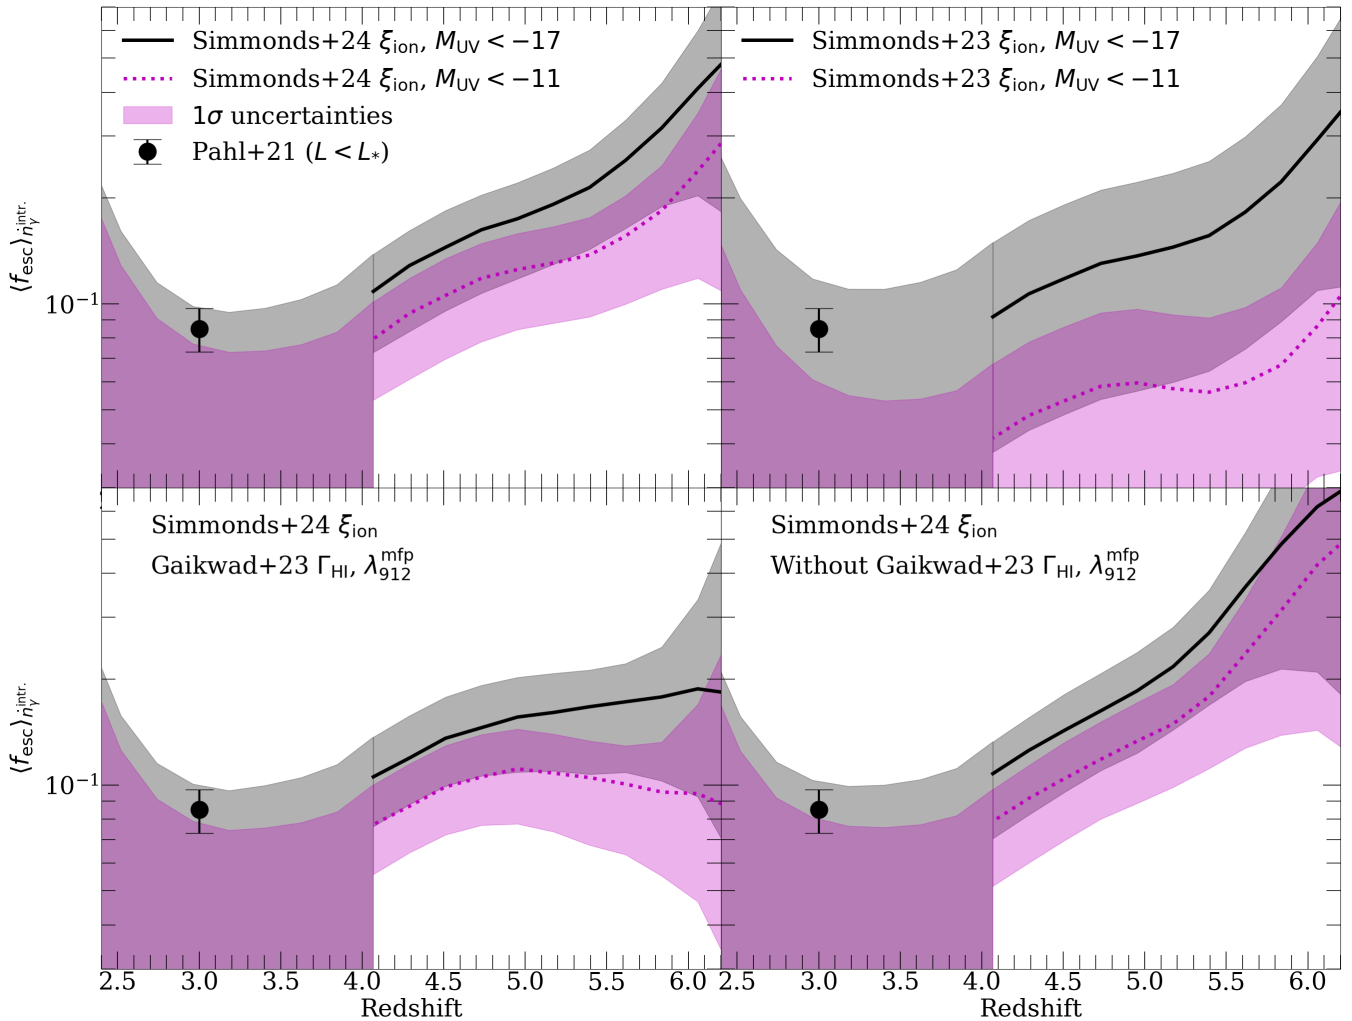 Simmonds+24 ξion, MUV < −17
Simmonds+24 ξion, MUV < −11
1σ uncertainties
Pahl+21 (L < L*)
Simmonds+23 ξion, MUV < −17
Simmonds+23 ξion, MUV < −11
⟨fesc⟩ṅγintr.
10−1
Simmonds+24 ξion
Gaikwad+23 ΓHI, λ912mfp
Simmonds+24 ξion
Without Gaikwad+23 ΓHI, λ912mfp
⟨fesc⟩ṅγintr.
10−1
2.5 3.0 3.5 4.0 4.5 5.0 5.5 6.0 2.5 3.0 3.5 4.0 4.5 5.0 5.5 6.0
Redshift Redshift